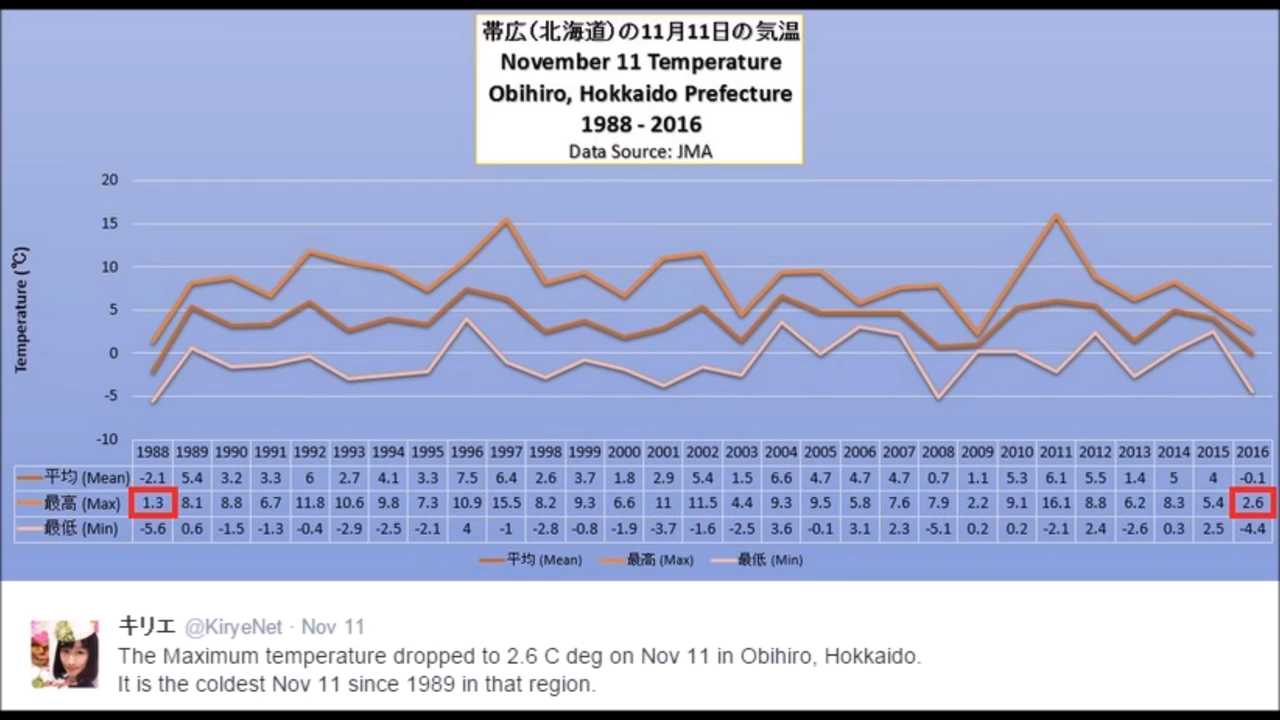 帯広(北海道)の11月11日の気温
November 11 Temperature
Obihiro, Hokkaido Prefecture
1988 - 2016
Data Source: JMA
Temperature (℃)
20
15
10
5
0
-5
-10
1988 1989 1990 1991 1992 1993 1994 1995 1996 1997 1998 1999 2000 2001 2002 2003 2004 2005 2006 2007 2008 2009 2010 2011 2012 2013 2014 2015 2016
平均 (Mean) -2.1 5.4 3.2 3.3 6 2.7 4.1 3.3 7.5 6.4 2.6 3.7 1.8 2.9 5.4 1.5 6.6 4.7 4.7 4.7 0.7 1.1 5.3 6.1 5.5 1.4 5 4 -0.1
最高 (Max) 1.3 8.1 8.8 6.7 11.8 10.6 9.8 7.3 10.9 15.5 8.2 9.3 6.6 11 11.5 4.4 9.3 9.5 5.8 7.6 7.9 2.2 9.1 16.1 8.8 6.2 8.3 5.4 2.6
最低 (Min) -5.6 0.6 -1.5 -1.3 -0.4 -2.9 -2.5 -2.1 4 -1 -2.8 -0.8 -1.9 -3.7 -1.6 -2.5 3.6 -0.1 3.1 2.3 -5.1 0.2 0.2 -2.1 2.4 -2.6 0.3 2.5 -4.4
平均 (Mean) 最高 (Max) 最低 (Min)
キリエ @KiryeNet · Nov 11
The Maximum temperature dropped to 2.6 C deg on Nov 11 in Obihiro, Hokkaido.
It is the coldest Nov 11 since 1989 in that region.